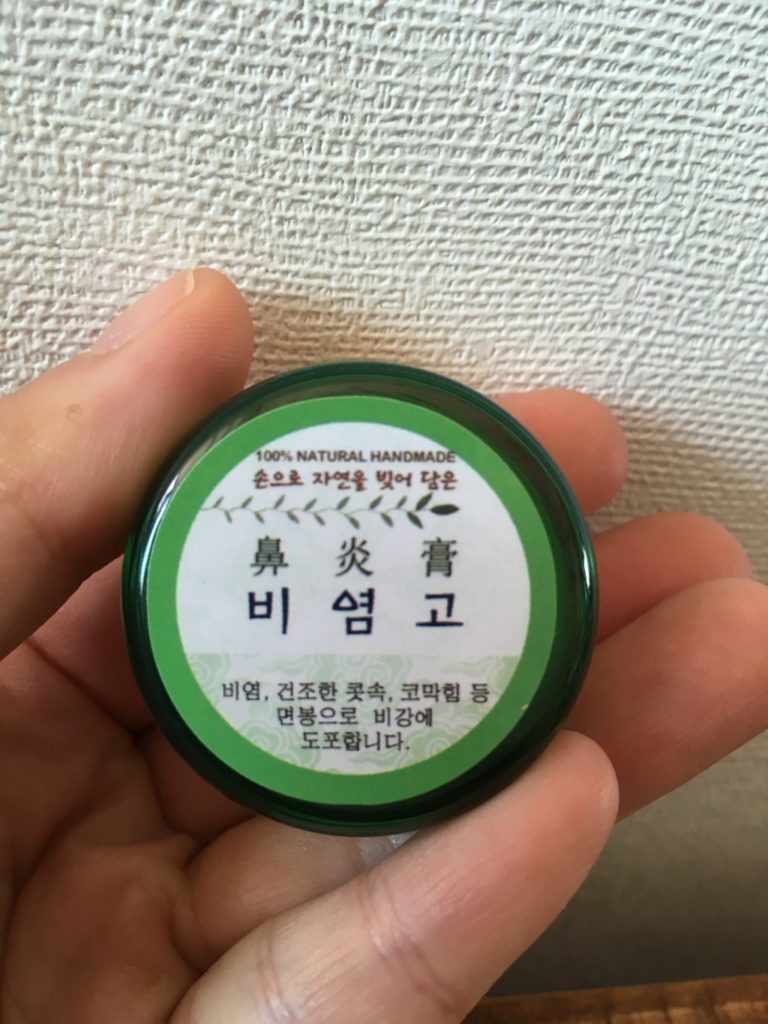 100% NATURAL HANDMADE
손으로 자연을 빚어 담은
鼻 炎 膏
비 염 고
비염, 건조한 콧속, 코막힘 등
면봉으로 비강에
도포합니다.